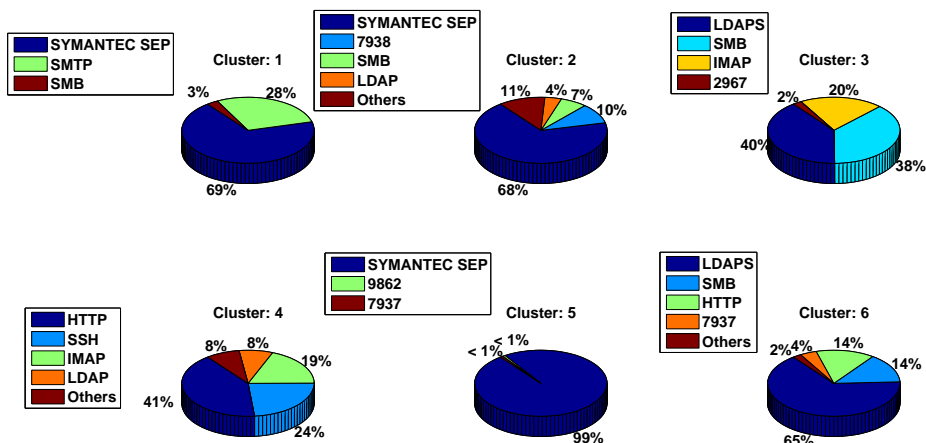 SYMANTEC SEP
SMTP
SMB
Cluster: 1
3%
28%
69%
SYMANTEC SEP
7938
SMB
LDAP
Others
Cluster: 2
11%
4%
7%
10%
68%
LDAPS
SMB
IMAP
2967
Cluster: 3
2%
20%
40%
38%
HTTP
SSH
IMAP
LDAP
Others
Cluster: 4
8%
8%
19%
41%
24%
SYMANTEC SEP
9862
7937
Cluster: 5
< 1%
< 1%
99%
LDAPS
SMB
HTTP
7937
Others
Cluster: 6
2%
4%
14%
14%
65%